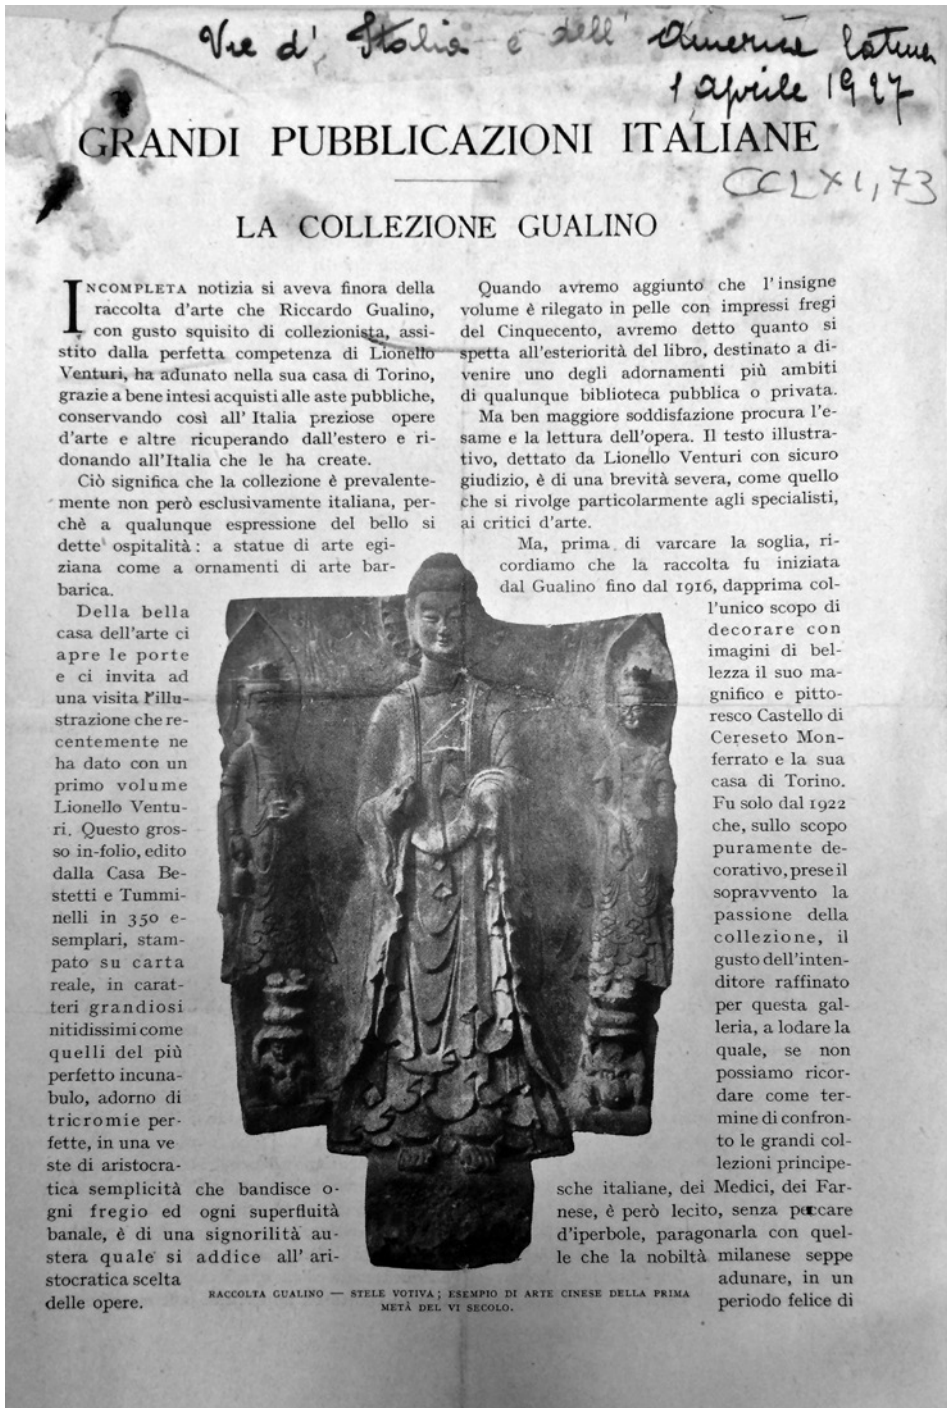 Vie d'Italia e dell'America latina
1 Aprile 1927
GRANDI PUBBLICAZIONI ITALIANE
CCLXI, 73
LA COLLEZIONE GUALINO
INCOMPLETA notizia si aveva finora della
raccolta d'arte che Riccardo Gualino,
con gusto squisito di collezionista, assi-
stito dalla perfetta competenza di Lionello
Venturi, ha adunato nella sua casa di Torino,
grazie a bene intesi acquisti alle aste pubbliche,
conservando così all'Italia preziose opere
d'arte e altre ricuperando dall'estero e ri-
donando all'Italia che le ha create.
Ciò significa che la collezione è prevalente-
mente non però esclusivamente italiana, per-
chè a qualunque espressione del bello si
dette ospitalità: a statue di arte egi-
ziana come a ornamenti di arte bar-
barica.
Della bella
casa dell'arte ci
apre le porte
e ci invita ad
una visita l'illu-
strazione che re-
centemente ne
ha dato con un
primo volume
Lionello Ventu-
ri. Questo gros-
so in-folio, edito
dalla Casa Be-
stetti e Tummi-
nelli in 350 e-
semplari, stam-
pato su carta
reale, in carat-
teri grandiosi
nitidissimi come
quelli del più
perfetto incuna-
bulo, adorno di
tricromie per-
fette, in una ve
ste di aristocra-
tica semplicità che bandisce o-
gni fregio ed ogni superfluità
banale, è di una signorilità au-
stera quale si addice all'ari-
stocratica scelta
delle opere.
Quando avremo aggiunto che l'insigne
volume è rilegato in pelle con impressi fregi
del Cinquecento, avremo detto quanto si
spetta all'esteriorità del libro, destinato a di-
venire uno degli adornamenti più ambiti
di qualunque biblioteca pubblica o privata.
Ma ben maggiore soddisfazione procura l'e-
same e la lettura dell'opera. Il testo illustra-
tivo, dettato da Lionello Venturi con sicuro
giudizio, è di una brevità severa, come quello
che si rivolge particolarmente agli specialisti,
ai critici d'arte.
Ma, prima di varcare la soglia, ri-
cordiamo che la raccolta fu iniziata
dal Gualino fino dal 1916, dapprima col-
l'unico scopo di
decorare con
imagini di bel-
lezza il suo ma-
gnifico e pitto-
resco Castello di
Cereseto Mon-
ferrato e la sua
casa di Torino.
Fu solo dal 1922
che, sullo scopo
puramente de-
corativo, prese il
sopravvento la
passione della
collezione, il
gusto dell'inten-
ditore raffinato
per questa gal-
leria, a lodare la
quale, se non
possiamo ricor-
dare come ter-
mine di confron-
to le grandi col-
lezioni principe-
sche italiane, dei Medici, dei Far-
nese, è però lecito, senza peccare
d'iperbole, paragonarla con quel-
le che la nobiltà milanese seppe
adunare, in un
periodo felice di
RACCOLTA GUALINO — STELE VOTIVA; ESEMPIO DI ARTE CINESE DELLA PRIMA
METÀ DEL VI SECOLO.